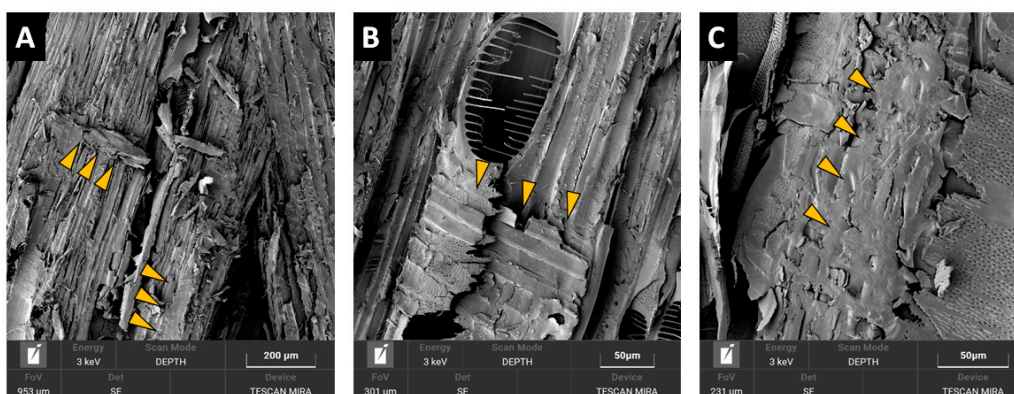 A
B
C
Energy
Scan Mode
3 keV
DEPTH
200 µm
FoV
Det
Device
953 µm
SE
TESCAN MIRA
Energy
Scan Mode
3 keV
DEPTH
50µm
FoV
Det
Device
301 µm
SE
TESCAN MIRA
Energy
Scan Mode
3 keV
DEPTH
50µm
FoV
Det
Device
231 µm
SE
TESCAN MIRA